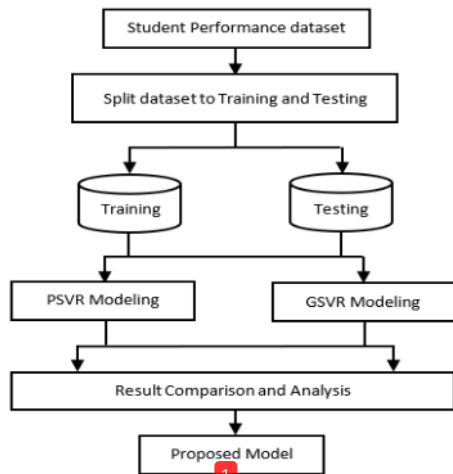 Student Performance dataset
Split dataset to Training and Testing
Training
Testing
PSVR Modeling
GSVR Modeling
Result Comparison and Analysis
Proposed Model
1